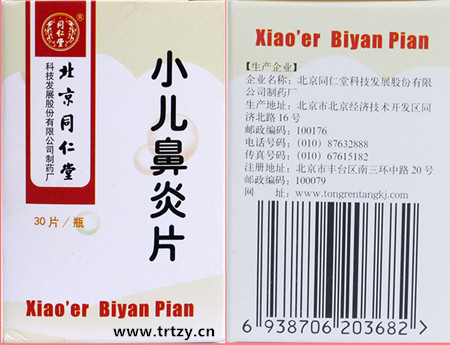 同仁堂
北京同仁堂
科技发展股份有限公司制药厂
小儿鼻炎片
30片/瓶
Xiao'er Biyan Pian
www.trtzy.cn
Xiao'er Biyan Pian
【生产企业】
企业名称：北京同仁堂科技发展股份有限
公司制药厂
生产地址：北京市北京经济技术开发区同
济北路16号
邮政编码：100176
电话号码：(010) 87632888
传真号码：(010) 67615182
注册地址：北京市丰台区南三环中路20号
邮政编码：100079
网 址：www.tongrentangkj.com
6 938706 203682 >